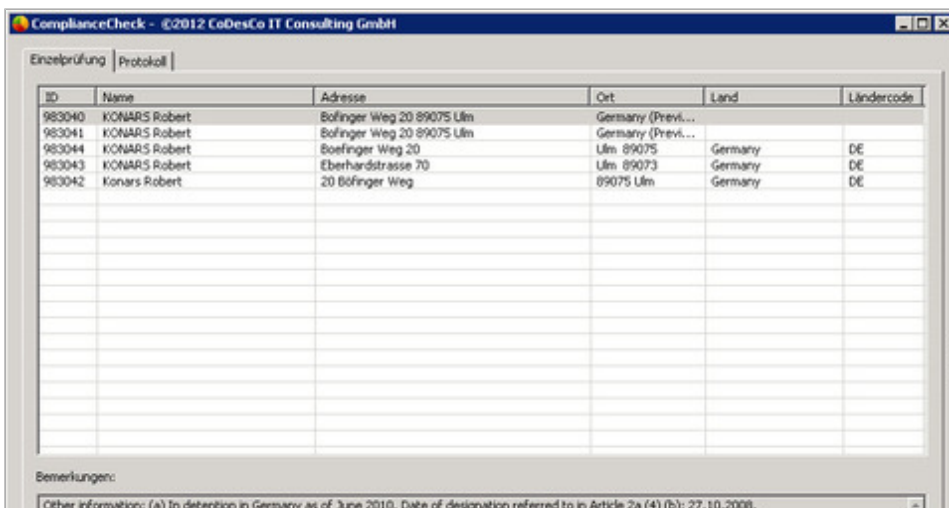 ComplianceCheck - ©2012 CoDesCo IT Consulting GmbH
Einzelprüfung Protokoll
ID Name Adresse Ort Land Ländercode
983040 KONARS Robert Bofinger Weg 20 89075 Ulm Germany (Previ...
983041 KONARS Robert Bofinger Weg 20 89075 Ulm Germany (Previ...
983044 KONARS Robert Boefinger Weg 20 Ulm 89075 Germany DE
983043 KONARS Robert Eberhardstrasse 70 Ulm 89073 Germany DE
983042 Konars Robert 20 Böfinger Weg 89075 Ulm Germany DE
Bemerkungen:
Other information: (a) In detention in Germany as of June 2010. Date of designation referred to in Article 2a (4) (b): 27.10.2008.